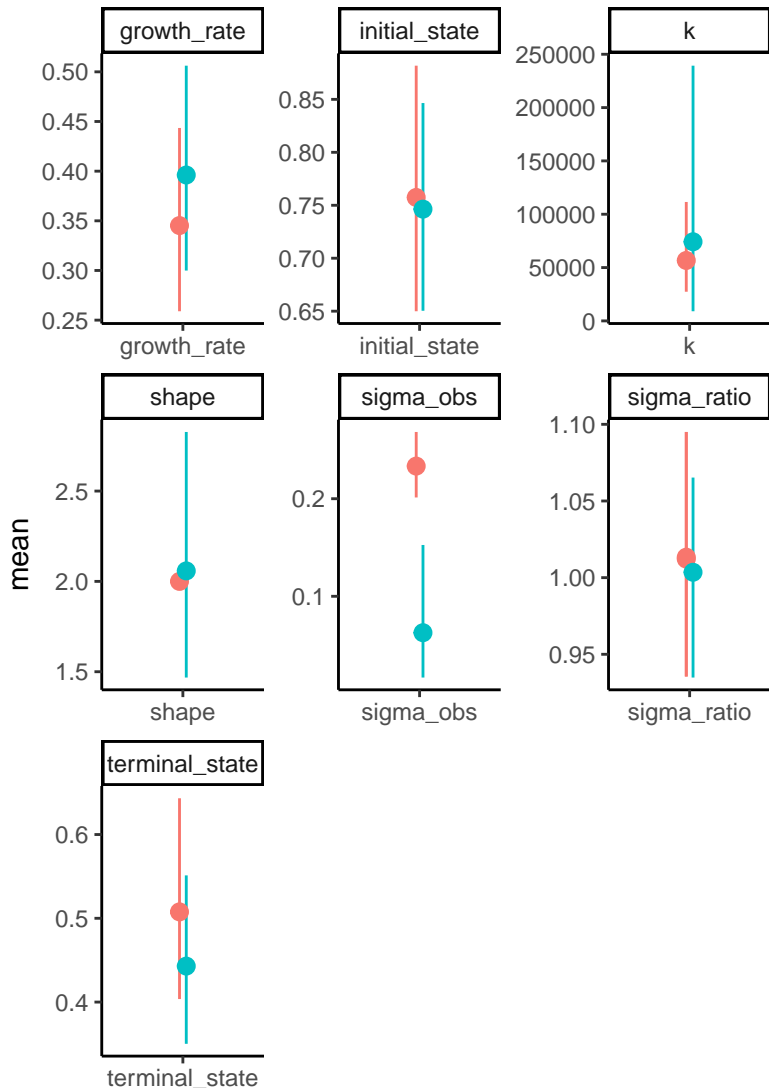 growth_rate
initial_state
k
0.50
0.45
0.40
0.35
0.30
0.25
growth_rate
0.85
0.80
0.75
0.70
0.65
initial_state
250000
200000
150000
100000
50000
0
k
shape
sigma_obs
sigma_ratio
mean
2.5
2.0
1.5
shape
0.2
0.1
sigma_obs
1.10
1.05
1.00
0.95
sigma_ratio
terminal_state
0.6
0.5
0.4
terminal_state